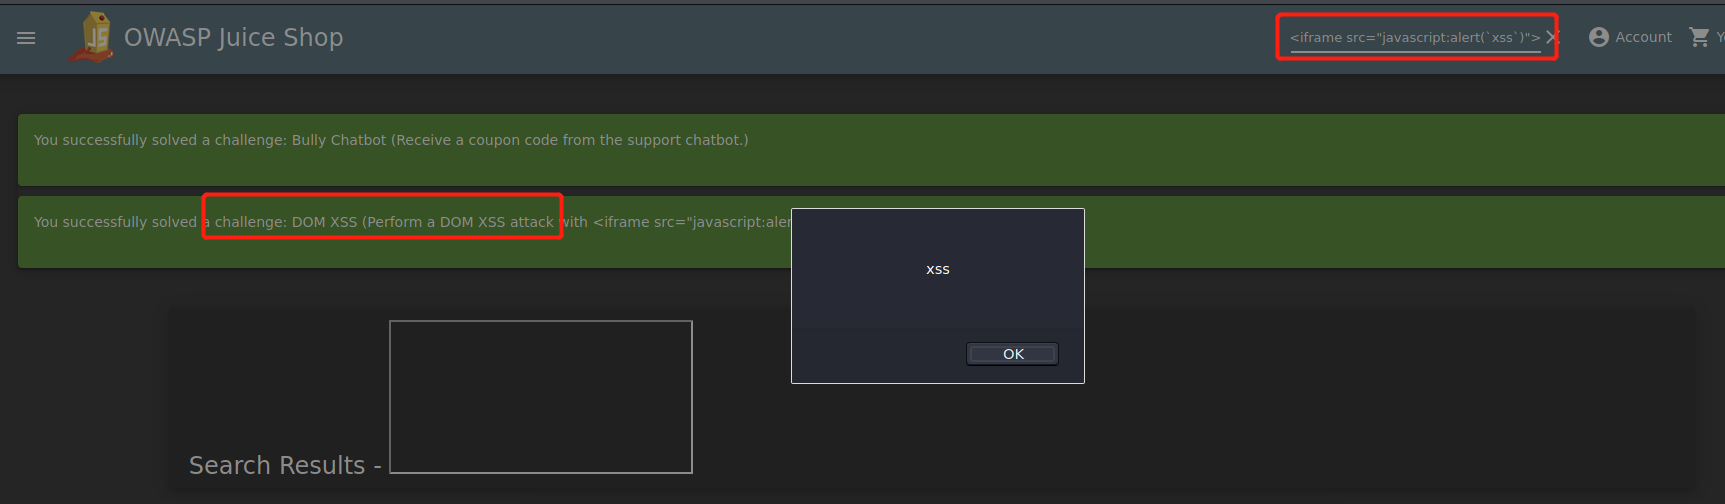 OWASP Juice Shop
<iframe src="javascript:alert(`xss`)">
Account
Y
You successfully solved a challenge: Bully Chatbot (Receive a coupon code from the support chatbot.)
You successfully solved a challenge: DOM XSS (Perform a DOM XSS attack with <iframe src="javascript:aler
xss
OK
Search Results -